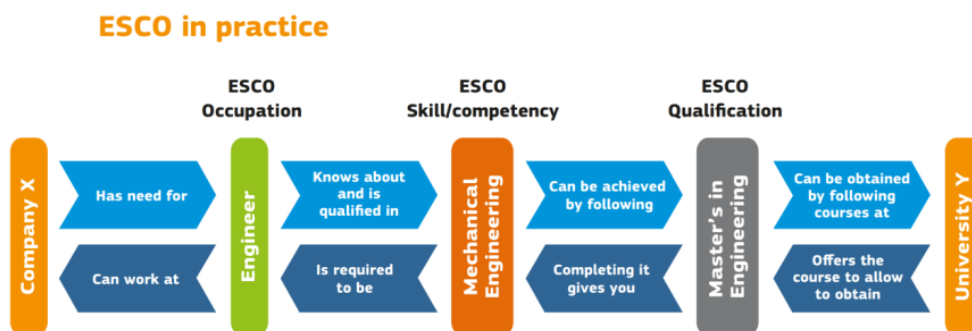 ESCO in practice
ESCO
Occupation
ESCO
Skill/competency
ESCO
Qualification
Company X
Has need for
Can work at
Engineer
Knows about
and is
qualified in
Is required
to be
Mechanical
Engineering
Can be achieved
by following
Completing it
gives you
Master's in
Engineering
Can be obtained
by following
courses at
Offers the
course to allow
to obtain
University Y